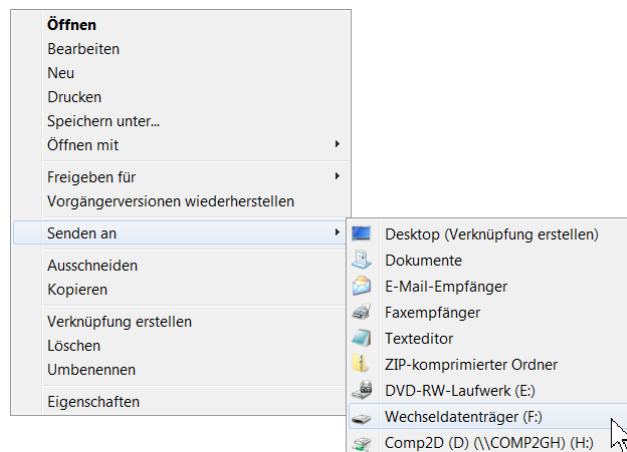 Öffnen
Bearbeiten
Neu
Drucken
Speichern unter...
Öffnen mit
Freigeben für
Vorgängerversionen wiederherstellen
Senden an
Ausschneiden
Kopieren
Verknüpfung erstellen
Löschen
Umbenennen
Eigenschaften
Desktop (Verknüpfung erstellen)
Dokumente
E-Mail-Empfänger
Faxempfänger
Texteditor
ZIP-komprimierter Ordner
DVD-RW-Laufwerk (E:)
Wechseldatenträger (F:)
Comp2D (D) (\\COMP2GH) (H:)